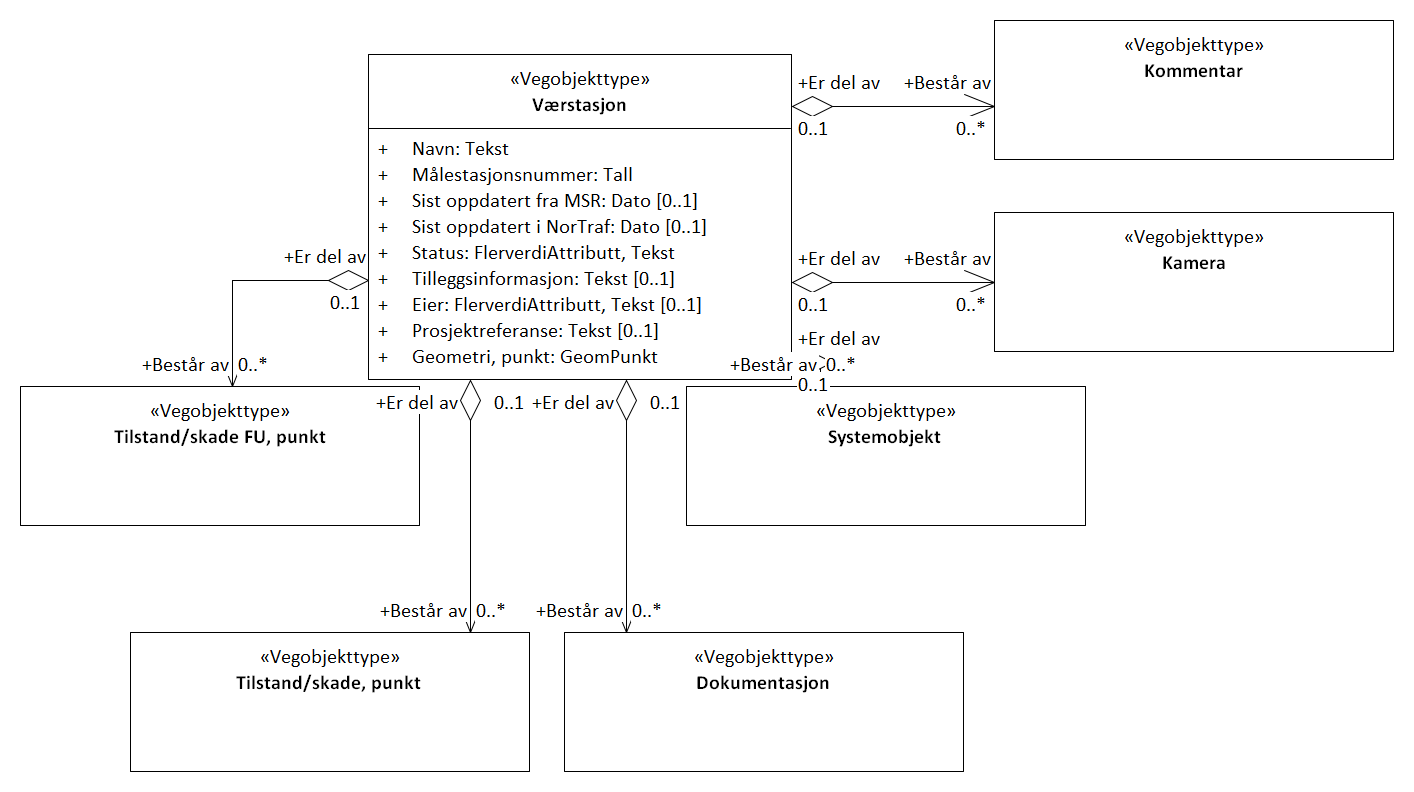 «Vegobjekttype»
Kommentar
«Vegobjekttype»
Værstasjon
+Er del av
+Består av
0..1
0..*
+ Navn: Tekst
+ Målestasjonsnummer: Tall
+ Sist oppdatert fra MSR: Dato [0..1]
+ Sist oppdatert i NorTraf: Dato [0..1]
+ Status: FlerverdiAttributt, Tekst
+ Tilleggsinformasjon: Tekst [0..1]
+ Eier: FlerverdiAttributt, Tekst [0..1]
+ Prosjektreferanse: Tekst [0..1]
+ Geometri, punkt: GeomPunkt
«Vegobjekttype»
Kamera
+Er del av
+Består av
0..1
0..*
+Er del av
0..1
+Består av 0..*
+Er del av
+Består av 0..*
0..1
«Vegobjekttype»
Tilstand/skade FU, punkt
+Er del av 0..1
+Er del av 0..1
«Vegobjekttype»
Systemobjekt
+Består av 0..*
+Består av 0..*
«Vegobjekttype»
Tilstand/skade, punkt
«Vegobjekttype»
Dokumentasjon